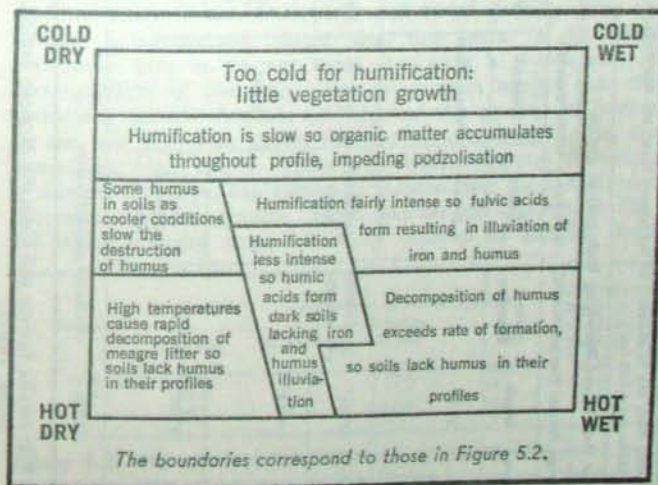 COLD
DRY
COLD
WET
Too cold for humification:
little vegetation growth
Humification is slow so organic matter accumulates
throughout profile, impeding podzolisation
Some humus
in soils as
cooler conditions
slow the
destruction
of humus
Humification fairly intense so fulvic acids
form resulting in illuviation of
iron and humus
Humification
less intense
so humic
acids form
dark soils
lacking iron
and
humus
illuvia-
tion
High temperatures
cause rapid
decomposition of
meagre litter so
soils lack humus
in their profiles
Decomposition of humus
exceeds rate of formation,
so soils lack humus in their
profiles
HOT
DRY
HOT
WET
The boundaries correspond to those in Figure 5.2.